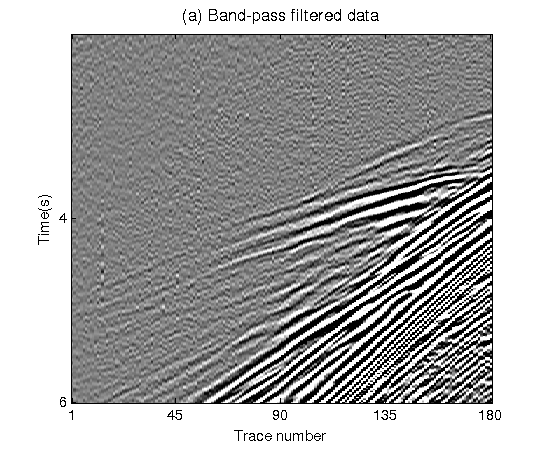 (a) Band-pass filtered data
Time(s)
4
6
1 45 90 135 180
Trace number